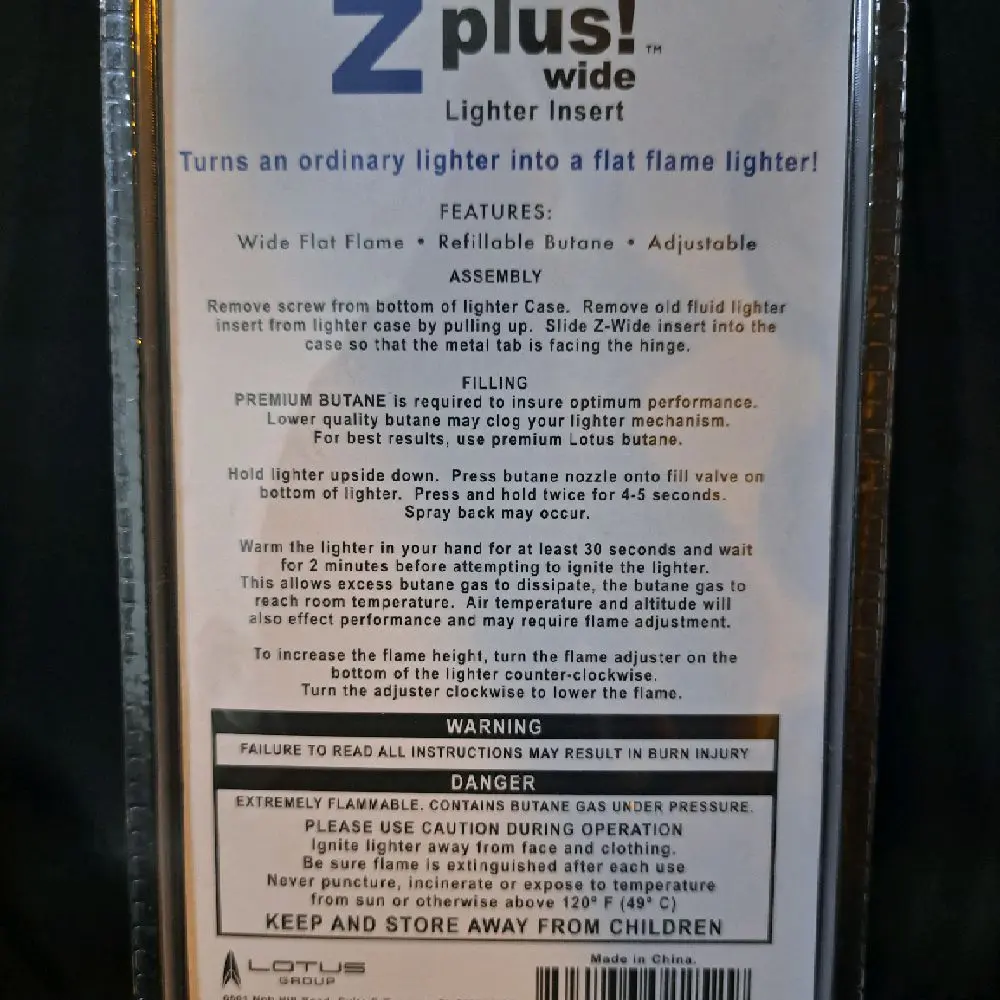 Z plus!™
wide
Lighter Insert
Turns an ordinary lighter into a flat flame lighter!
FEATURES:
Wide Flat Flame • Refillable Butane • Adjustable
ASSEMBLY
Remove screw from bottom of lighter Case. Remove old fluid lighter
insert from lighter case by pulling up. Slide Z-Wide insert into the
case so that the metal tab is facing the hinge.
FILLING
PREMIUM BUTANE is required to insure optimum performance.
Lower quality butane may clog your lighter mechanism.
For best results, use premium Lotus butane.
Hold lighter upside down. Press butane nozzle onto fill valve on
bottom of lighter. Press and hold twice for 4-5 seconds.
Spray back may occur.
Warm the lighter in your hand for at least 30 seconds and wait
for 2 minutes before attempting to ignite the lighter.
This allows excess butane gas to dissipate, the butane gas to
reach room temperature. Air temperature and altitude will
also effect performance and may require flame adjustment.
To increase the flame height, turn the flame adjuster on the
bottom of the lighter counter-clockwise.
Turn the adjuster clockwise to lower the flame.
WARNING
FAILURE TO READ ALL INSTRUCTIONS MAY RESULT IN BURN INJURY
DANGER
EXTREMELY FLAMMABLE. CONTAINS BUTANE GAS UNDER PRESSURE.
PLEASE USE CAUTION DURING OPERATION
Ignite lighter away from face and clothing.
Be sure flame is extinguished after each use
Never puncture, incinerate or expose to temperature
from sun or otherwise above 120° F (49° C)
KEEP AND STORE AWAY FROM CHILDREN
Made in China.
LOTUS
GROUP